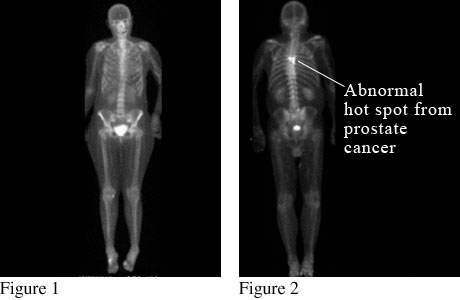 Abnormal
hot spot from
prostate
cancer
Figure 1
Figure 2